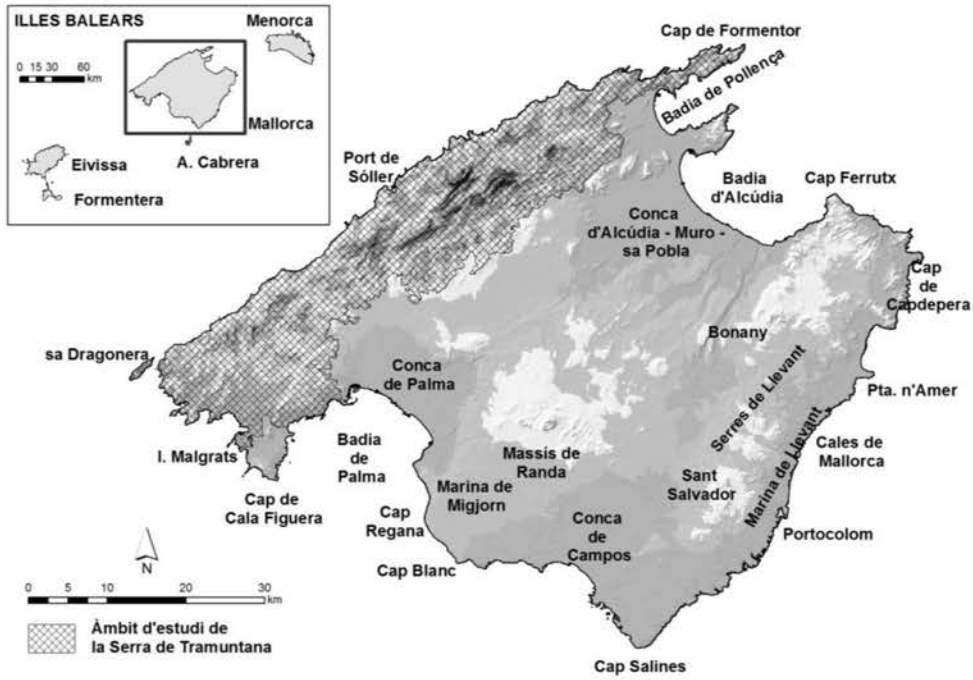 ILLES BALEARS
Menorca
0 15 30 60
km
Mallorca
A. Cabrera
Eivissa
Formentera
Cap de Formentor
Badia de Pollença
Port de
Sóller
Badia
d'Alcúdia
Cap Ferrutx
Conca
d'Alcúdia - Muro -
sa Pobla
Cap
de
Capdepera
Bonany
sa Dragonera
Conca
de Palma
Serres de Llevant
Pta. n'Amer
I. Malgrats
Badia
de
Palma
Massis de
Randa
Marina de Llevant
Cales de
Mallorca
Cap de
Cala Figuera
Marina de
Migjorn
Sant
Salvador
Cap
Regana
Conca
de
Campos
Portocolom
N
Cap Blanc
0 5 10 20 30
km
Àmbit d'estudi de
la Serra de Tramuntana
Cap Salines